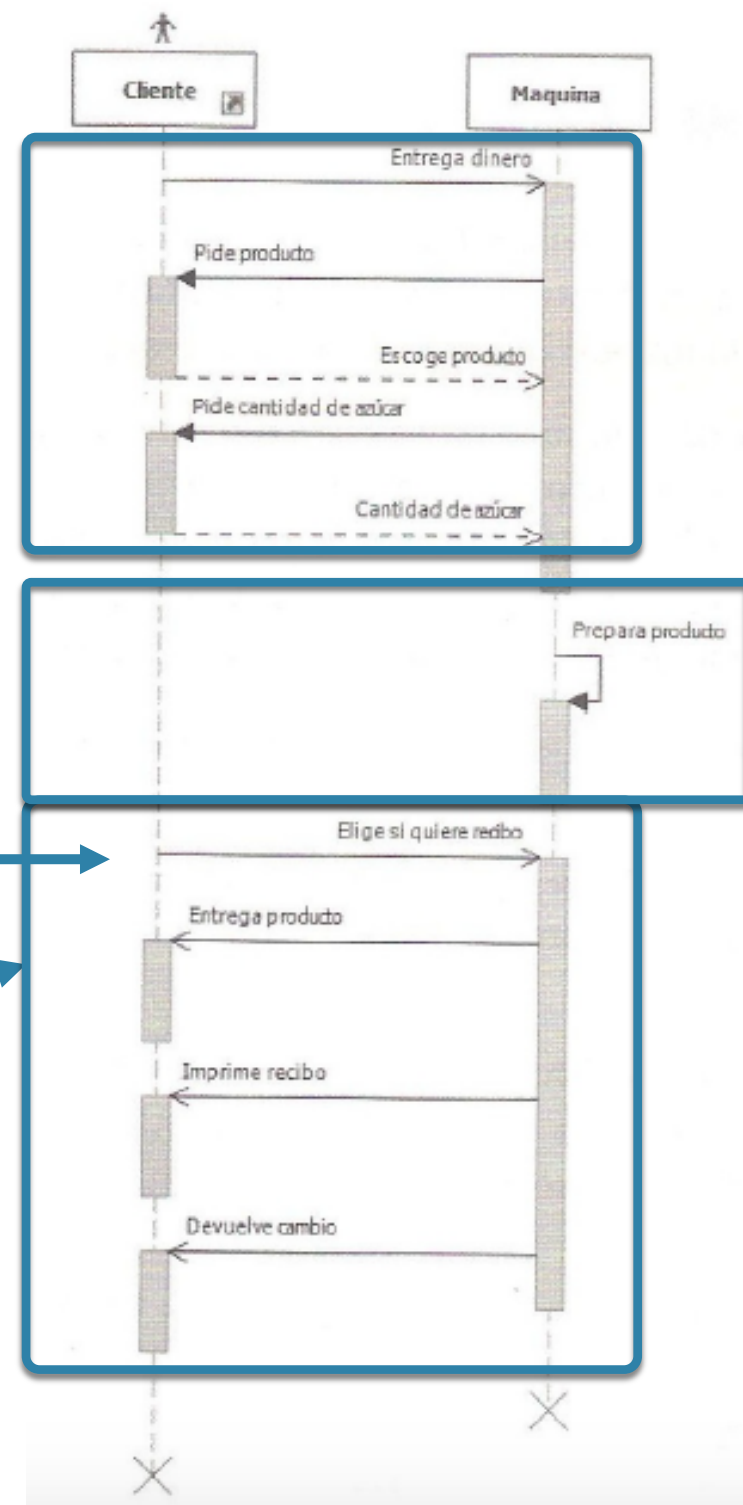 Cliente
Maquina
Entrega dinero
Pide producto
Escoge producto
Pide cantidad de azúcar
Cantidad de azúcar
Prepara producto
Elige si quiere recibo
Entrega producto
Imprime recibo
Devuelve cambio